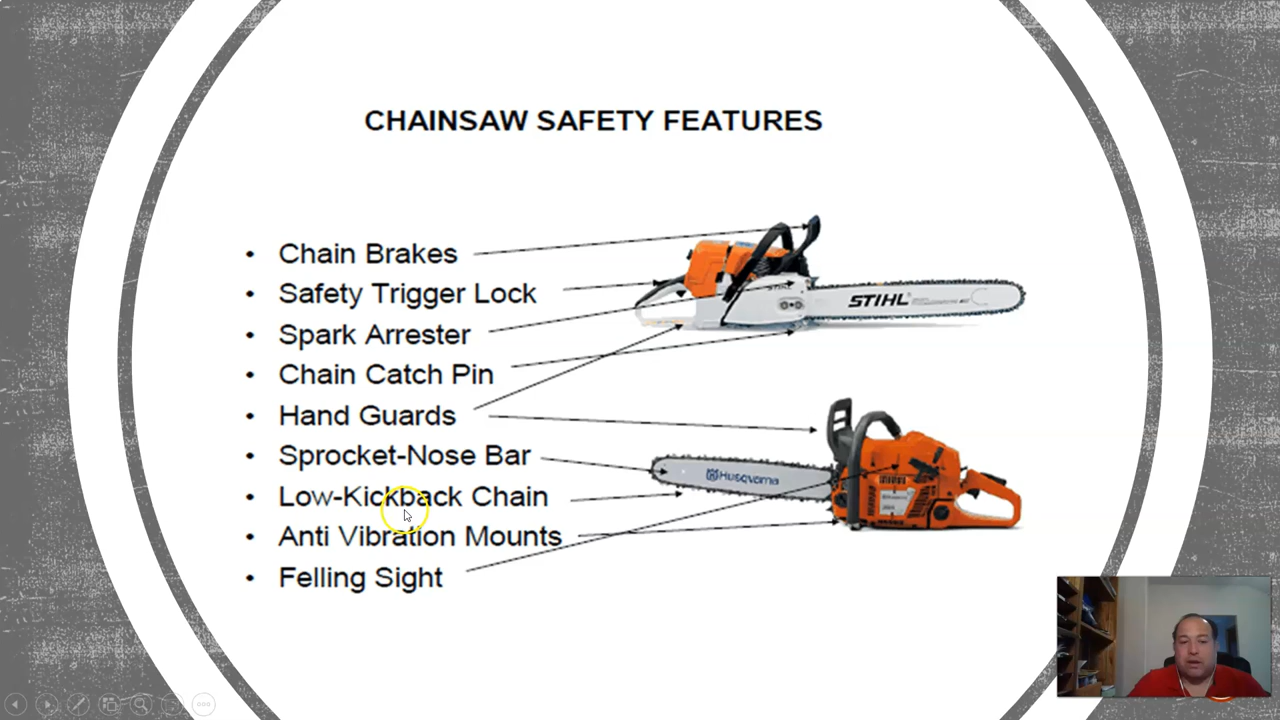 CHAINSAW SAFETY FEATURES
• Chain Brakes
• Safety Trigger Lock
• Spark Arrester
• Chain Catch Pin
• Hand Guards
• Sprocket-Nose Bar
• Low-Kickback Chain
• Anti Vibration Mounts
• Felling Sight
STIHL
STIHL
Husqvarna